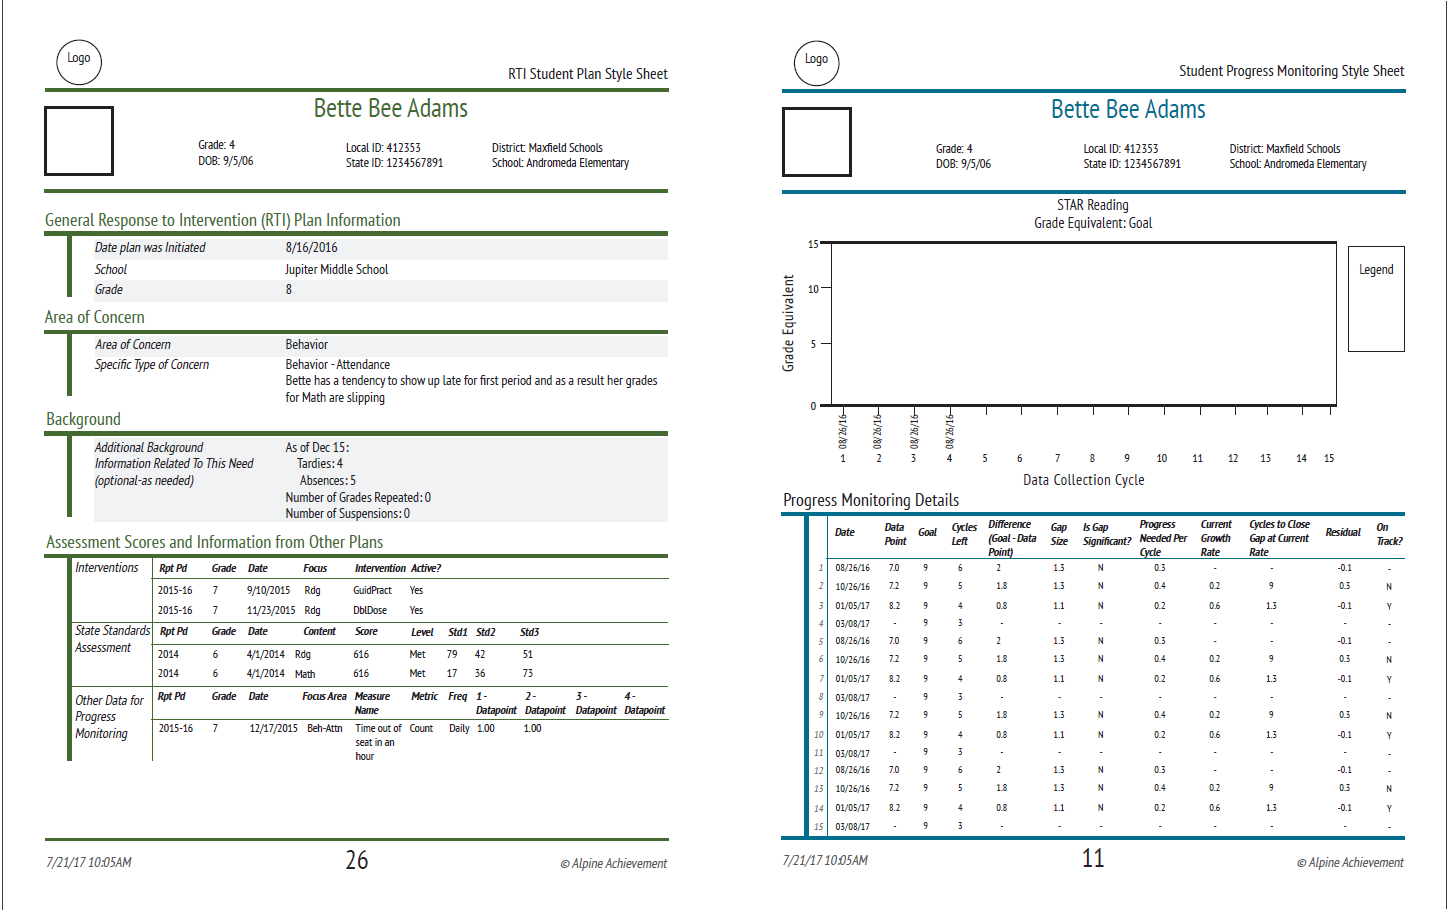 Logo
RTI Student Plan Style Sheet
Bette Bee Adams
Grade: 4
DOB: 9/5/06
Local ID: 412353
State ID: 1234567891
District: Maxfield Schools
School: Andromeda Elementary
General Response to Intervention (RTI) Plan Information
Date plan was Initiated 8/16/2016
School Jupiter Middle School
Grade 8
Area of Concern
Area of Concern Behavior
Specific Type of Concern Behavior - Attendance
Bette has a tendency to show up late for first period and as a result her grades
for Math are slipping
Background
Additional Background As of Dec 15:
Information Related To This Need Tardies: 4
(optional-as needed) Absences: 5
Number of Grades Repeated: 0
Number of Suspensions: 0
Assessment Scores and Information from Other Plans
Interventions Rpt Pd Grade Date Focus Intervention Active?
2015-16 7 9/10/2015 Rdg GuidPract Yes
2015-16 7 11/23/2015 Rdg DblDose Yes
State Standards Rpt Pd Grade Date Content Score Level Std1 Std2 Std3
Assessment
2014 6 4/1/2014 Rdg 616 Met 79 42 51
2014 6 4/1/2014 Math 616 Met 17 36 73
Other Data for Rpt Pd Grade Date Focus Area Measure Metric Freq 1 - 2 - 3 - 4 -
Progress Name Datapoint Datapoint Datapoint Datapoint
Monitoring 2015-16 7 12/17/2015 Beh-Attn Time out of Count Daily 1.00 1.00
seat in an
hour
7/21/17 10:05AM 26 © Alpine Achievement
Logo
Student Progress Monitoring Style Sheet
Bette Bee Adams
Grade: 4
DOB: 9/5/06
Local ID: 412353
State ID: 1234567891
District: Maxfield Schools
School: Andromeda Elementary
STAR Reading
Grade Equivalent: Goal
Grade Equivalent
15
10
5
0
Legend
08/26/16 08/26/16 08/26/16 08/26/16
1 2 3 4 5 6 7 8 9 10 11 12 13 14 15
Data Collection Cycle
Progress Monitoring Details
Date Data Goal Cycles Difference Gap Is Gap Progress Current Cycles to Close Residual On
Point Left (Goal - Data Size Significant? Needed Per Growth Gap at Current Track?
Point) Cycle Rate Rate
1 08/26/16 7.0 9 6 2 1.3 N 0.3 - - -0.1 -
2 10/26/16 7.2 9 5 1.8 1.3 N 0.4 0.2 9 0.3 N
3 01/05/17 8.2 9 4 0.8 1.1 N 0.2 0.6 1.3 -0.1 Y
4 03/08/17 - 9 3 - - - - - - - -
5 08/26/16 7.0 9 6 2 1.3 N 0.3 - - -0.1 -
6 10/26/16 7.2 9 5 1.8 1.3 N 0.4 0.2 9 0.3 N
7 01/05/17 8.2 9 4 0.8 1.1 N 0.2 0.6 1.3 -0.1 Y
8 03/08/17 - 9 3 - - - - - - - -
9 10/26/16 7.2 9 5 1.8 1.3 N 0.4 0.2 9 0.3 N
10 01/05/17 8.2 9 4 0.8 1.1 N 0.2 0.6 1.3 -0.1 Y
11 03/08/17 - 9 3 - - - - - - - -
12 08/26/16 7.0 9 6 2 1.3 N 0.3 - - -0.1 -
13 10/26/16 7.2 9 5 1.8 1.3 N 0.4 0.2 9 0.3 N
14 01/05/17 8.2 9 4 0.8 1.1 N 0.2 0.6 1.3 -0.1 Y
15 03/08/17 - 9 3 - - - - - - - -
7/21/17 10:05AM 11 © Alpine Achievement